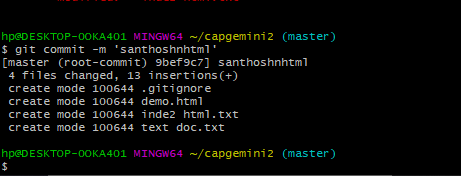 hp@DESKTOP-OOKA401 MINGW64 ~/capgemini2 (master)
$ git commit -m 'santhoshnhtml'
[master (root-commit) 9bef9c7] santhoshnhtml
 4 files changed, 13 insertions(+)
 create mode 100644 .gitignore
 create mode 100644 demo.html
 create mode 100644 inde2 html.txt
 create mode 100644 text doc.txt
hp@DESKTOP-OOKA401 MINGW64 ~/capgemini2 (master)
$